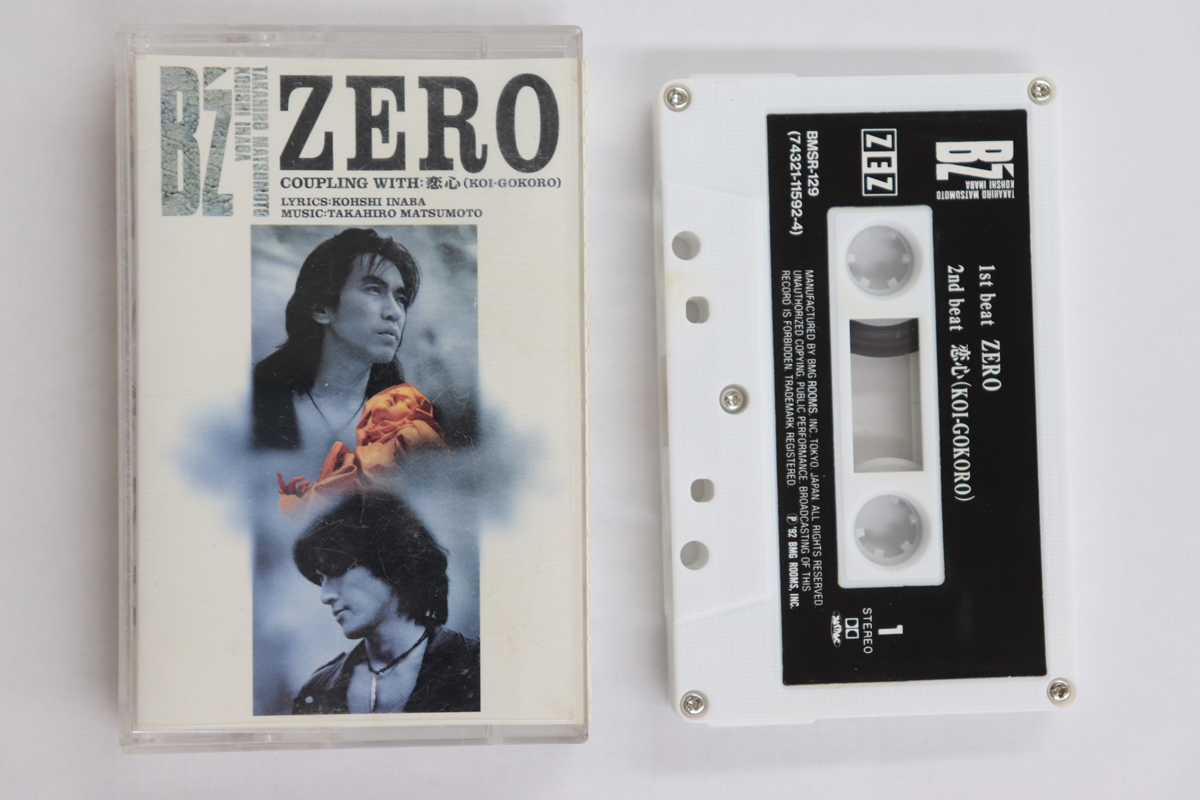 B'z
TAKAHIRO MATSUMOTO
KOHSHI INABA
ZERO
COUPLING WITH:恋心(KOI-GOKORO)
LYRICS:KOHSHI INABA
MUSIC:TAKAHIRO MATSUMOTO
B'z
TAKAHIRO MATSUMOTO
KOHSHI INABA
1st beat ZERO
2nd beat 恋心(KOI-GOKORO)
ZEZ
BMSR-129
(74321-11592-4)
MANUFACTURED BY BMG ROOMS, INC. TOKYO, JAPAN. ALL RIGHTS RESERVED.
UNAUTHORIZED COPYING, PUBLIC PERFORMANCE, BROADCASTING OF THIS
RECORD IS FORBIDDEN. TRADEMARK REGISTERED. Ⓟ '92 BMG ROOMS, INC.
1
STEREO